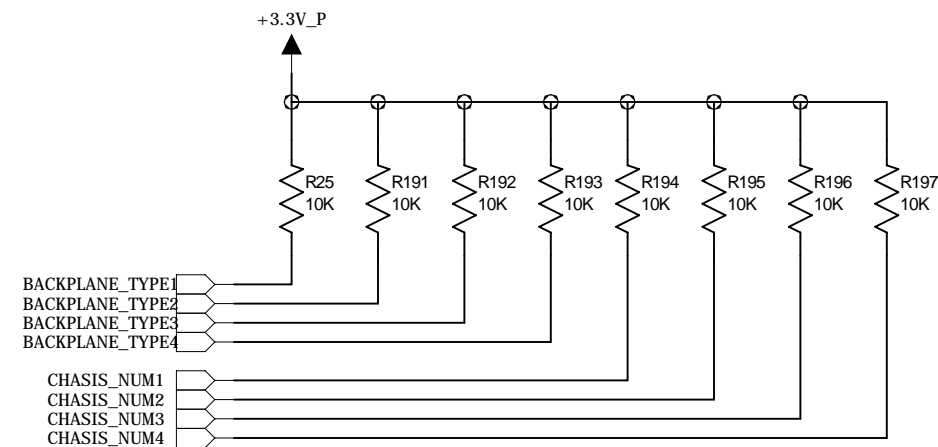 +3.3V_P
R25
10K
R191
10K
R192
10K
R193
10K
R194
10K
R195
10K
R196
10K
R197
10K
BACKPLANE_TYPE1
BACKPLANE_TYPE2
BACKPLANE_TYPE3
BACKPLANE_TYPE4
CHASIS_NUM1
CHASIS_NUM2
CHASIS_NUM3
CHASIS_NUM4